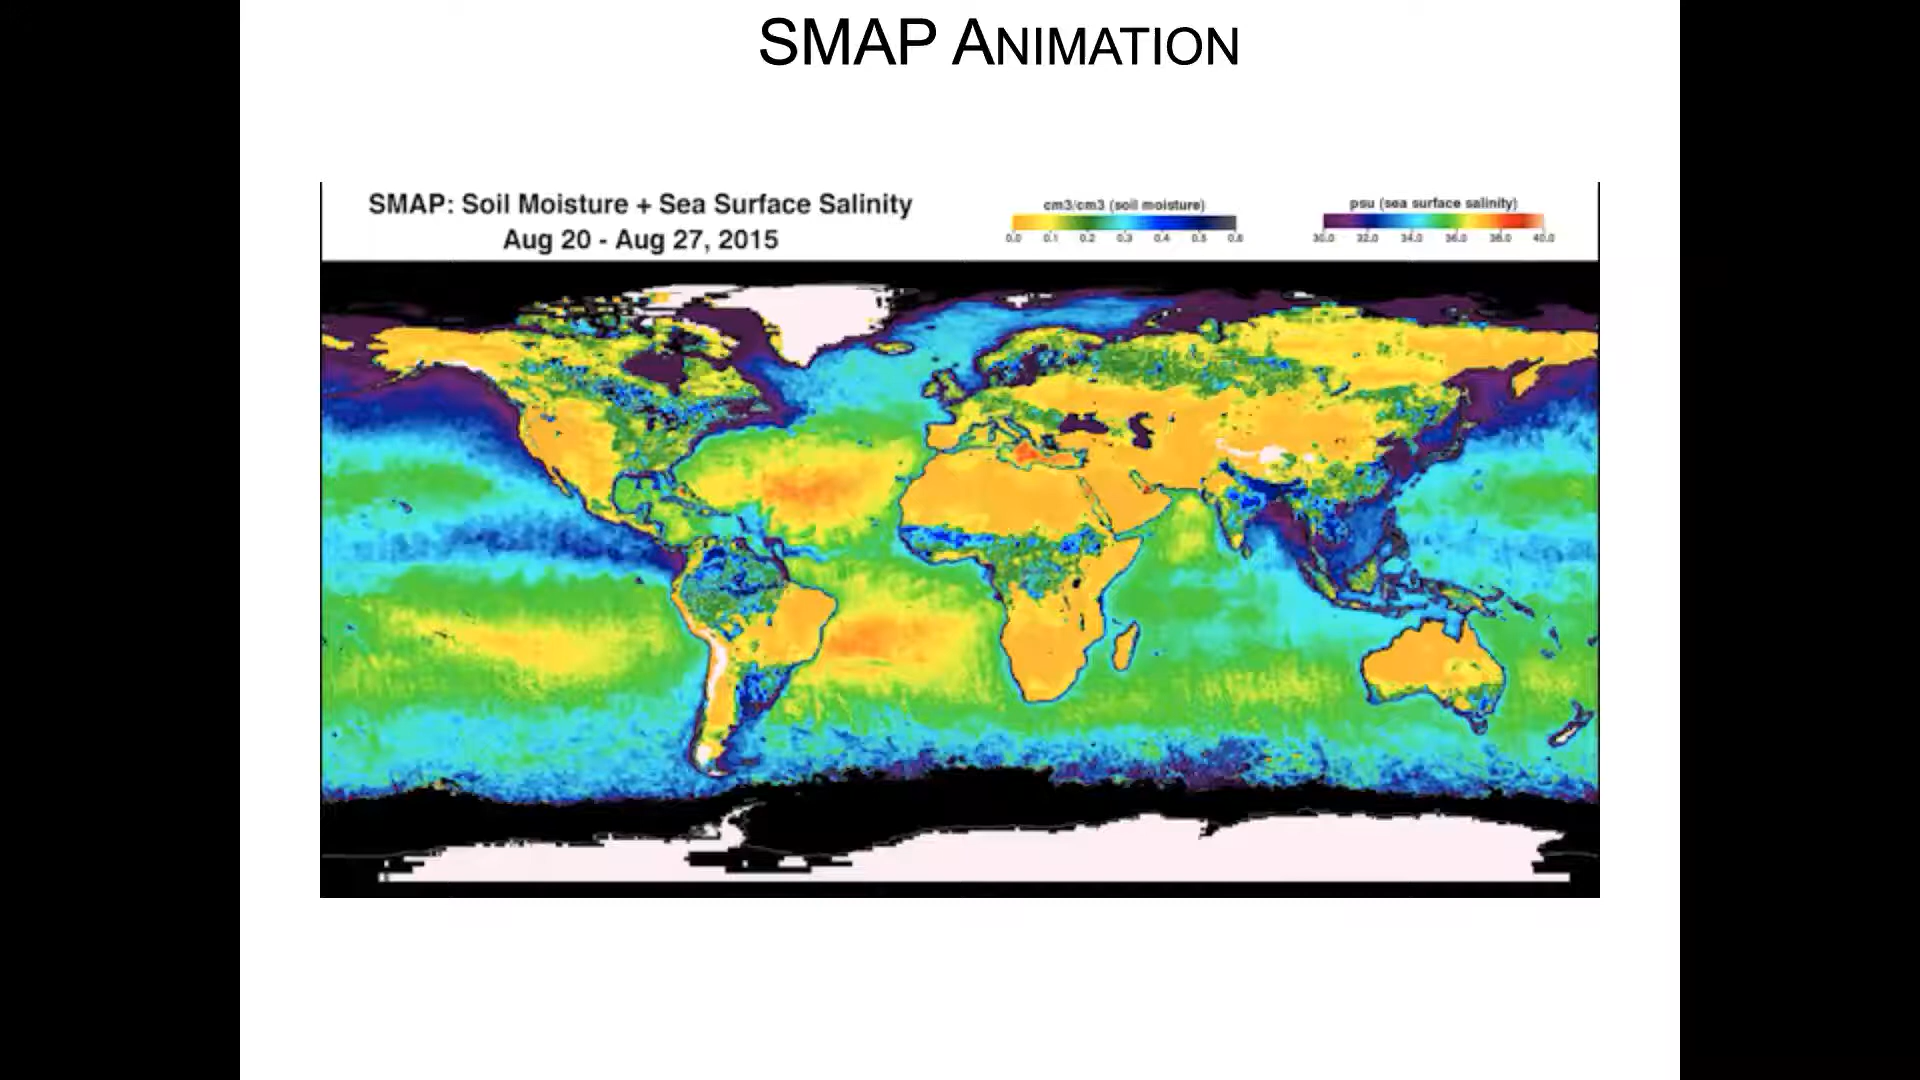 SMAP ANIMATION
SMAP: Soil Moisture + Sea Surface Salinity
Aug 20 - Aug 27, 2015
cm3/cm3 (soil moisture)
0.0 0.1 0.2 0.3 0.4 0.5 0.6
psu (sea surface salinity)
30.0 32.0 34.0 36.0 38.0 40.0